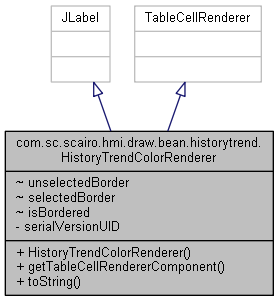 JLabel
TableCellRenderer
com.sc.scairo.hmi.draw.bean.historytrend.
HistoryTrendColorRenderer
~ unselectedBorder
~ selectedBorder
~ isBordered
- serialVersionUID
+ HistoryTrendColorRenderer()
+ getTableCellRendererComponent()
+ toString()